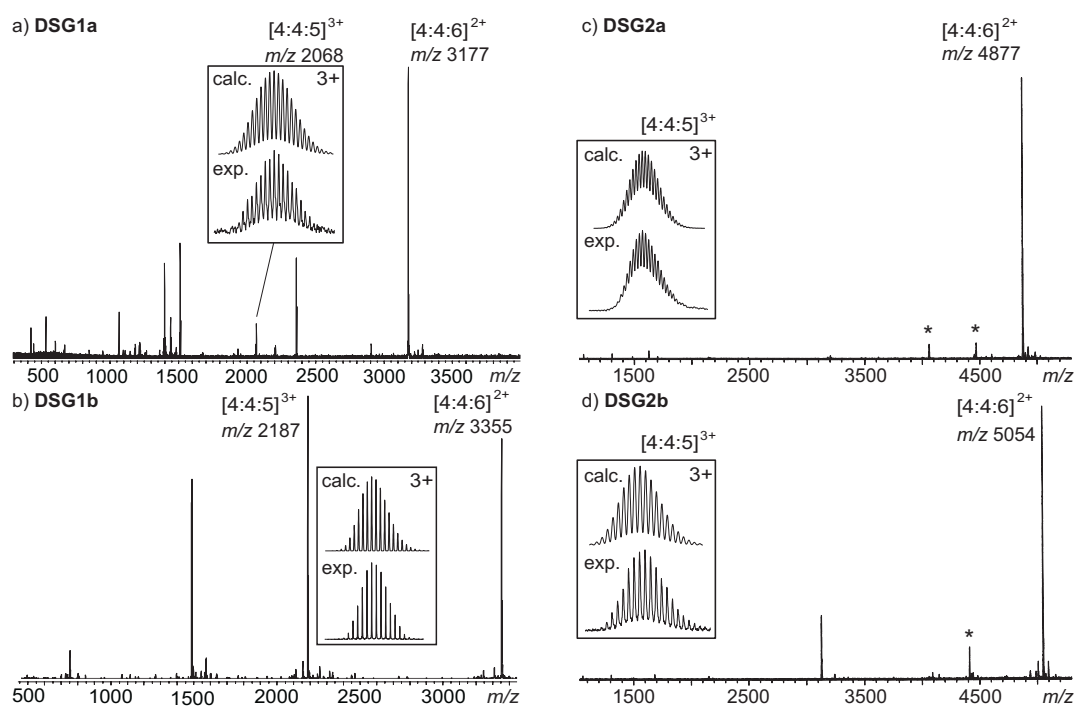 a) DSG1a
[4:4:5]3+
m/z 2068
[4:4:6]2+
m/z 3177
calc. 3+
exp.
500 1000 1500 2000 2500 3000 3500 m/z
b) DSG1b
[4:4:5]3+
m/z 2187
[4:4:6]2+
m/z 3355
calc. 3+
exp.
500 1000 1500 2000 2500 3000 m/z
c) DSG2a
[4:4:6]2+
m/z 4877
[4:4:5]3+
calc. 3+
exp.
* *
1500 2500 3500 4500 m/z
d) DSG2b
[4:4:6]2+
m/z 5054
[4:4:5]3+
calc. 3+
exp.
*
1500 2500 3500 4500 m/z